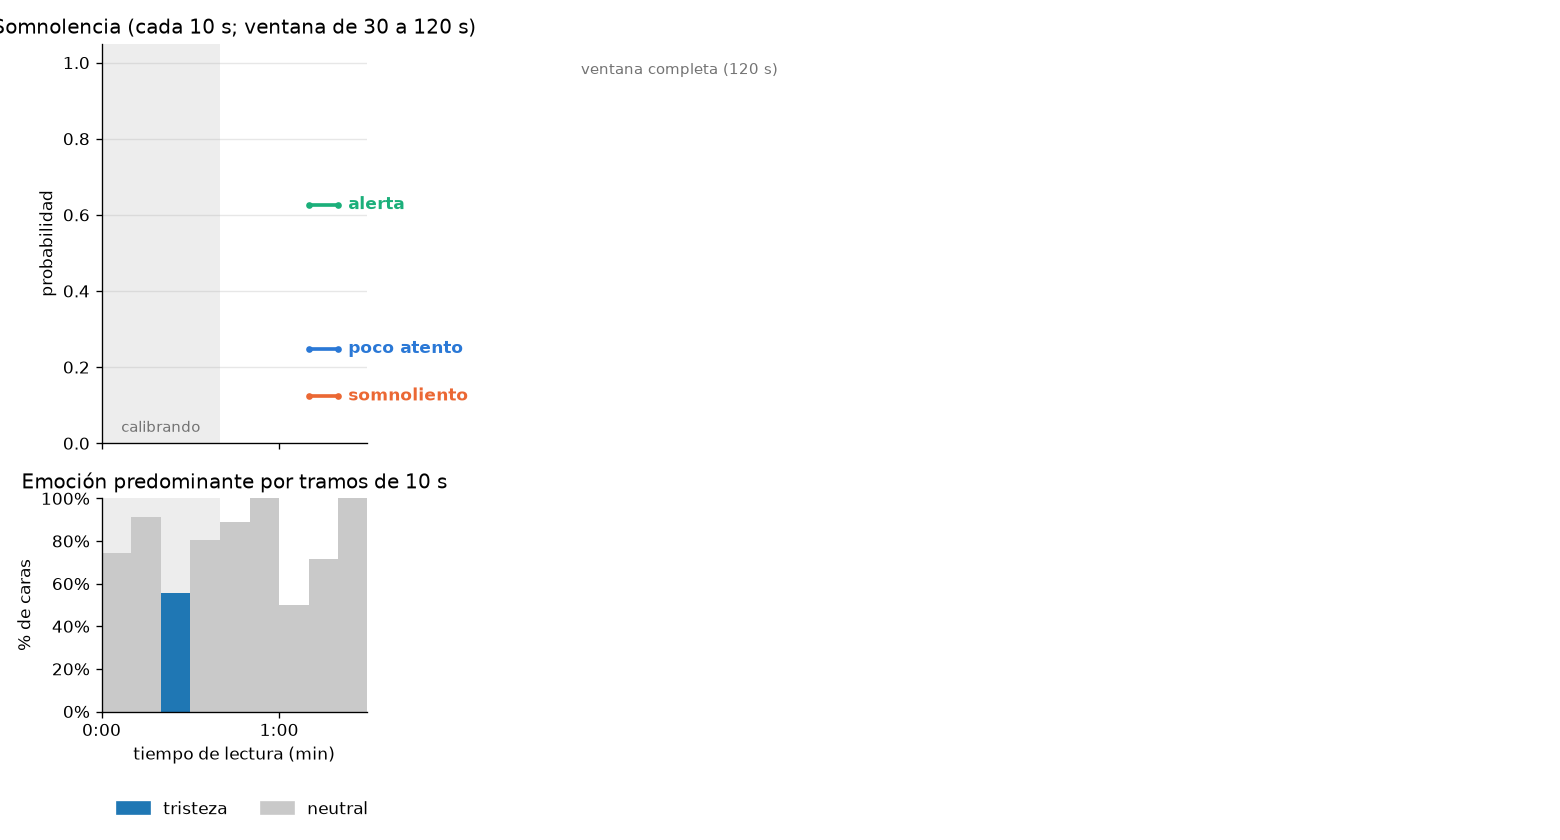 Somnolencia (cada 10 s; ventana de 30 a 120 s)
1.0
ventana completa (120 s)
0.8
alerta
0.6
probabilidad
0.4
poco atento
0.2
somnoliento
calibrando
0.0
Emoción predominante por tramos de 10 s
100%
80%
60%
% de caras
40%
20%
0%
0:00 1:00
tiempo de lectura (min)
tristeza neutral